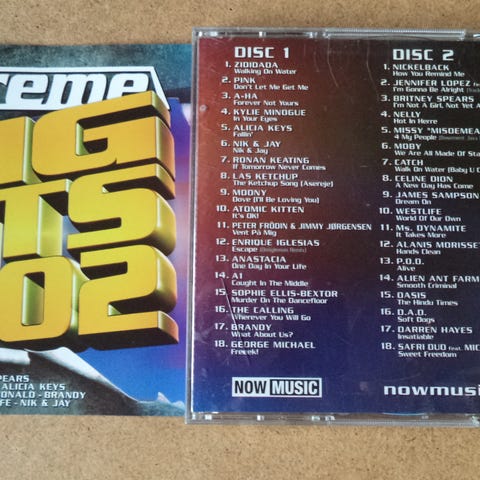 reme
IG
TS
02
PEARS
ALICIA KEYS
ONALD - BRANDY
FE - NIK & JAY
DISC 1
1. ZIDIDADA
Walking On Water
2. PINK
Don't Let Me Get Me
3. A-HA
Forever Not Yours
4. KYLIE MINOGUE
In Your Eyes
5. ALICIA KEYS
Fallin'
6. NIK & JAY
Nik & Jay
7. RONAN KEATING
If Tomorrow Never Comes
8. LAS KETCHUP
The Ketchup Song (Asereje)
9. MOONY
Dove (I'll Be Loving You)
10. ATOMIC KITTEN
It's OK!
11. PETER FRÖDIN & JIMMY JØRGENSEN
Vent På Mig
12. ENRIQUE IGLESIAS
Escape
13. ANASTACIA
One Day In Your Life
14. A1
Caught In The Middle
15. SOPHIE ELLIS-BEXTOR
Murder On The Dancefloor
16. THE CALLING
Wherever You Will Go
17. BRANDY
What About Us?
18. GEORGE MICHAEL
Freeek!
NOW MUSIC
DISC 2
1. NICKELBACK
How You Remind Me
2. JENNIFER LOPEZ
I'm Gonna Be Alright
3. BRITNEY SPEARS
I'm Not A Girl, Not Yet A
4. NELLY
Hot In Herre
5. MISSY "MISDEMEA
4 My People
6. MOBY
We Are All Made Of Sta
7. CATCH
Walk On Water (Baby U C
8. CELINE DION
A New Day Has Come
9. JAMES SAMPSON
Dream On
10. WESTLIFE
World Of Our Own
11. Ms. DYNAMITE
It Takes More
12. ALANIS MORISSET
Hands Clean
13. P.O.D.
Alive
14. ALIEN ANT FARM
Smooth Criminal
15. OASIS
The Hindu Times
16. D.A.D.
Soft Dogs
17. DARREN HAYES
Insatiable
18. SAFRI DUO feat. MIC
Sweet Freedom
nowmusi